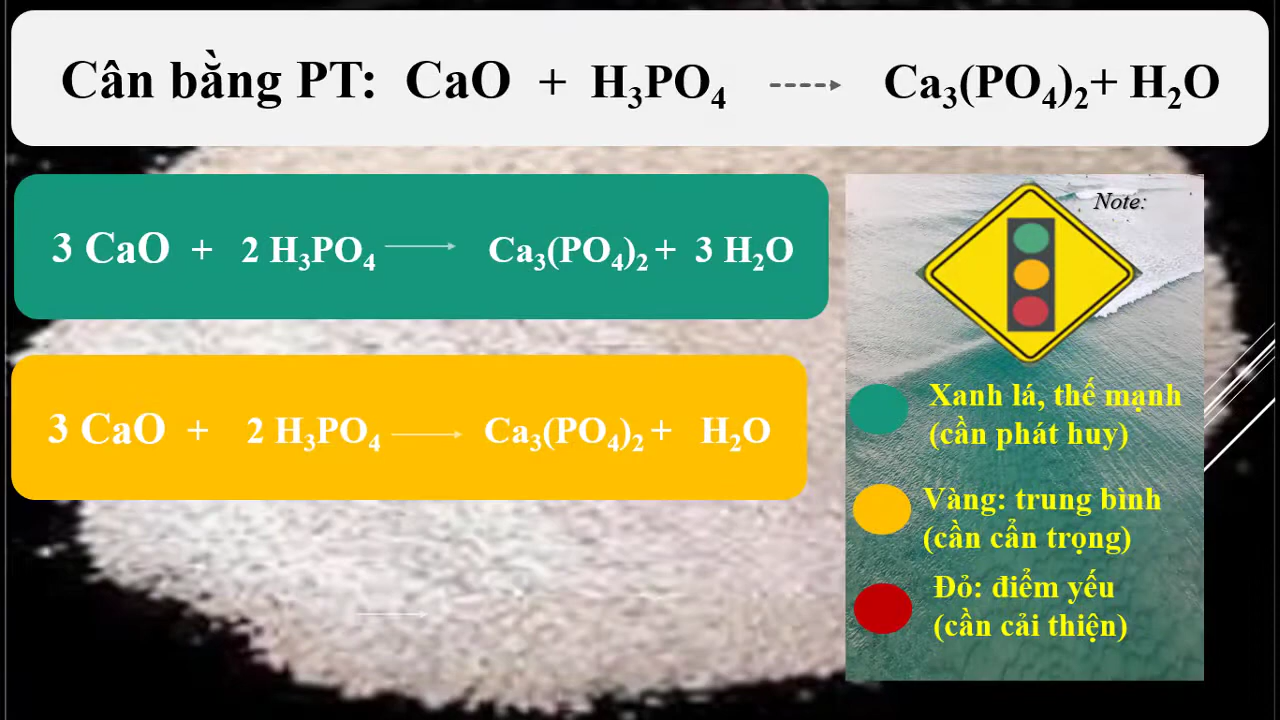 Cân bằng PT: CaO + H₃PO₄ ----> Ca₃(PO₄)₂+ H₂O
3 CaO + 2 H₃PO₄ ⟶ Ca₃(PO₄)₂ + 3 H₂O
3 CaO + 2 H₃PO₄ ⟶ Ca₃(PO₄)₂ + H₂O
Note:
Xanh lá, thế mạnh
(cần phát huy)
Vàng: trung bình
(cần cẩn trọng)
Đỏ: điểm yếu
(cần cải thiện)